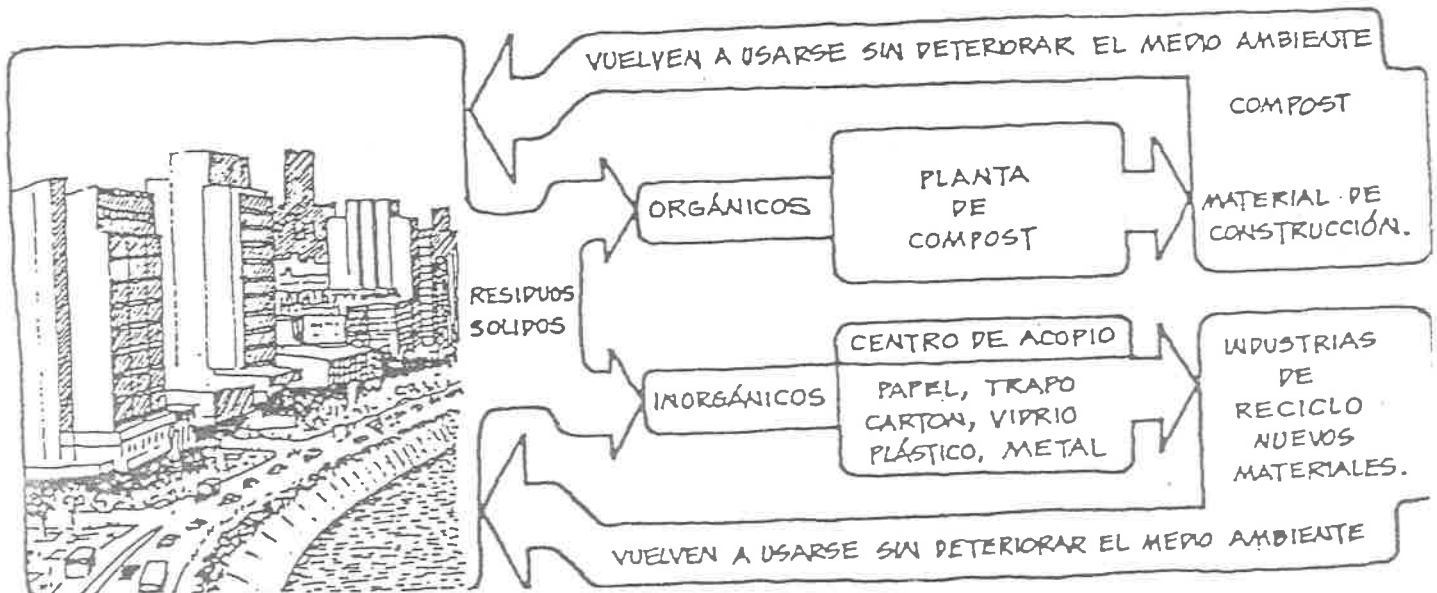 VUELVEN A USARSE SIN DETERIORAR EL MEDIO AMBIENTE
COMPOST
MATERIAL DE
CONSTRUCCIÓN.
ORGÁNICOS
PLANTA
DE
COMPOST
RESIDUOS
SOLIDOS
INORGÁNICOS
CENTRO DE ACOPIO
PAPEL, TRAPO
CARTON, VIDRIO
PLÁSTICO, METAL
INDUSTRIAS
DE
RECICLO
NUEVOS
MATERIALES.
VUELVEN A USARSE SIN DETERIORAR EL MEDIO AMBIENTE